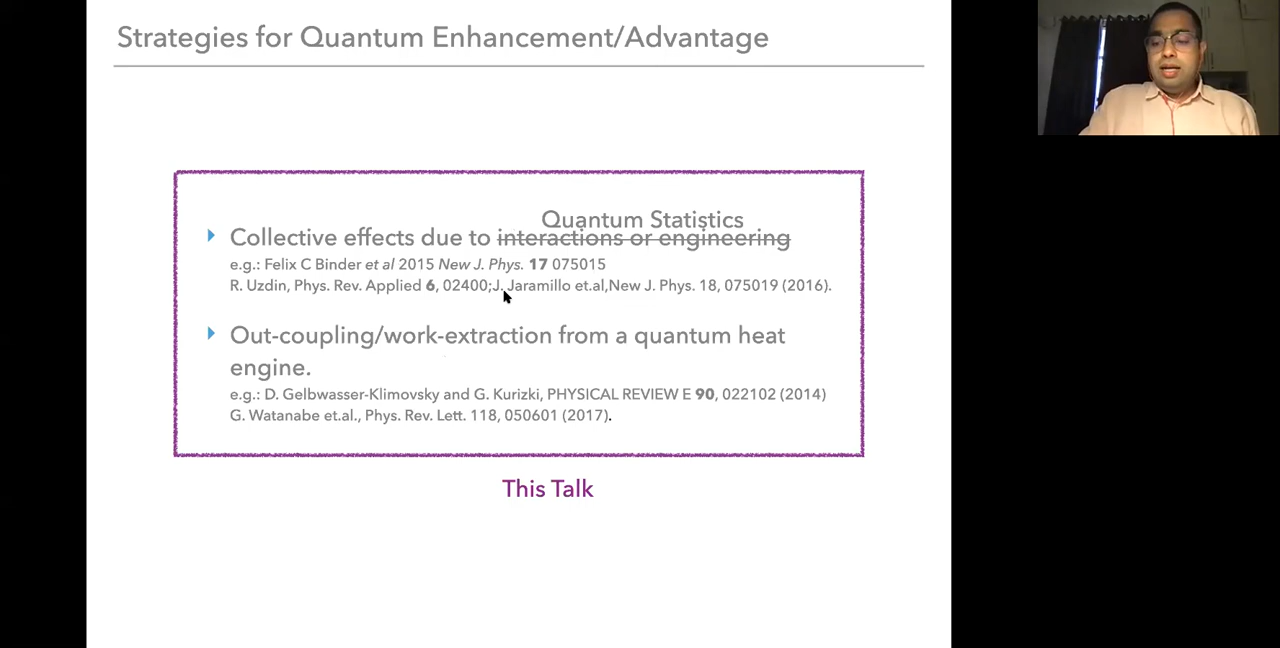 Strategies for Quantum Enhancement/Advantage
Quantum Statistics
Collective effects due to interactions or engineering
e.g.: Felix C Binder et al 2015 New J. Phys. 17 075015
R. Uzdin, Phys. Rev. Applied 6, 02400;J. Jaramillo et.al,New J. Phys. 18, 075019 (2016).
Out-coupling/work-extraction from a quantum heat
engine.
e.g.: D. Gelbwasser-Klimovsky and G. Kurizki, PHYSICAL REVIEW E 90, 022102 (2014)
G. Watanabe et.al., Phys. Rev. Lett. 118, 050601 (2017).
This Talk